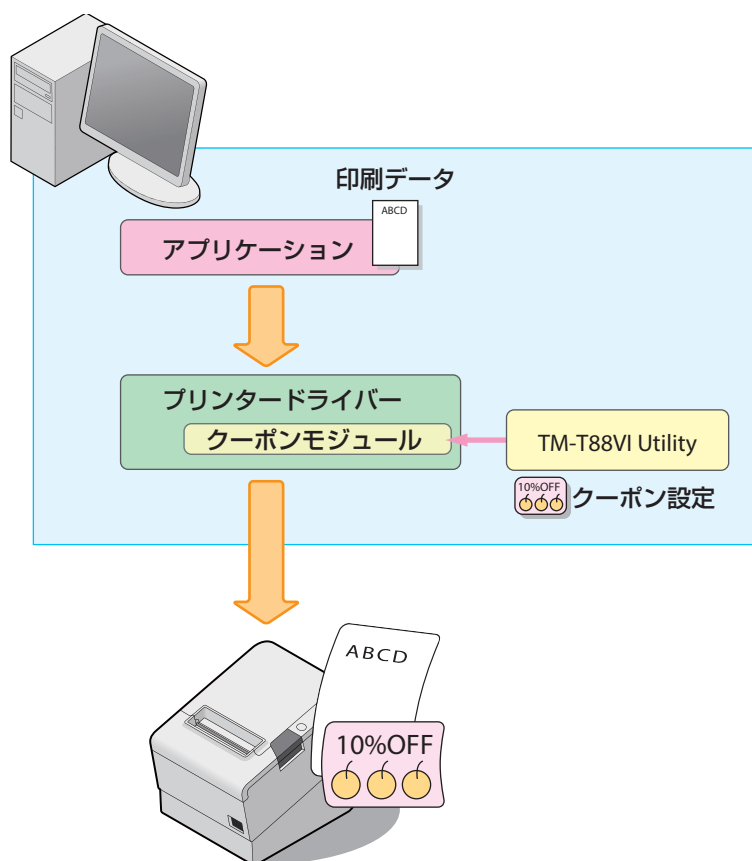 印刷データ
ABCD
アプリケーション
プリンタードライバー
クーポンモジュール
TM-T88VI Utility
10%OFF
クーポン設定
ABCD
10%OFF